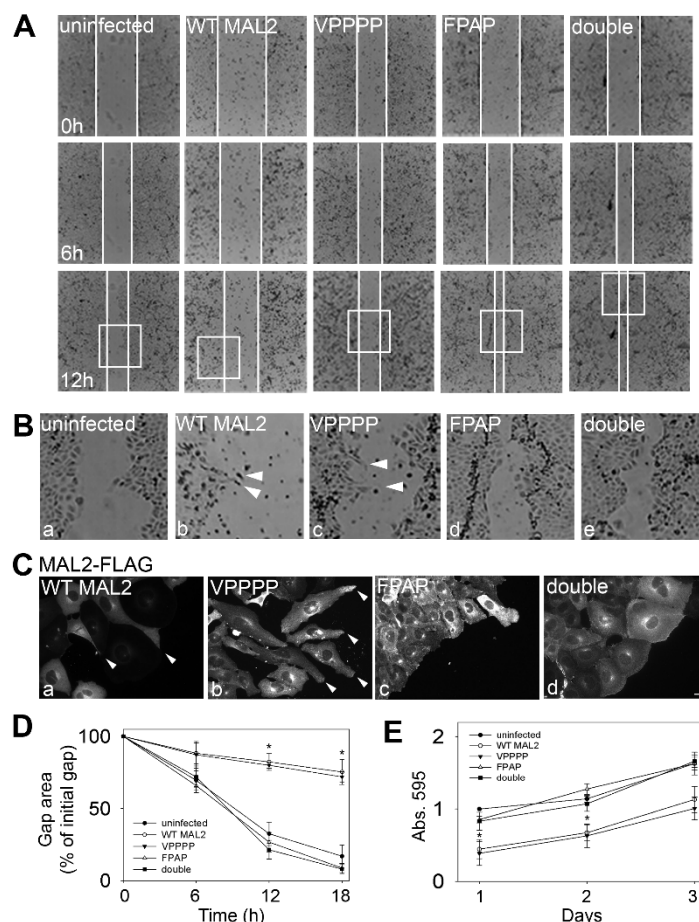 A
uninfected
WT MAL2
VPPPP
FPAP
double
0h
6h
12h
B
uninfected
WT MAL2
VPPPP
FPAP
double
a
b
c
d
e
C MAL2-FLAG
WT MAL2
VPPPP
FPAP
double
a
b
c
d
D
Gap area
(% of initial gap)
100
50
0
*
*
uninfected
WT MAL2
VPPPP
FPAP
double
0 6 12 18
Time (h)
E
Abs. 595
2
1
0
uninfected
WT MAL2
VPPPP
FPAP
double
*
*
1 2 3
Days